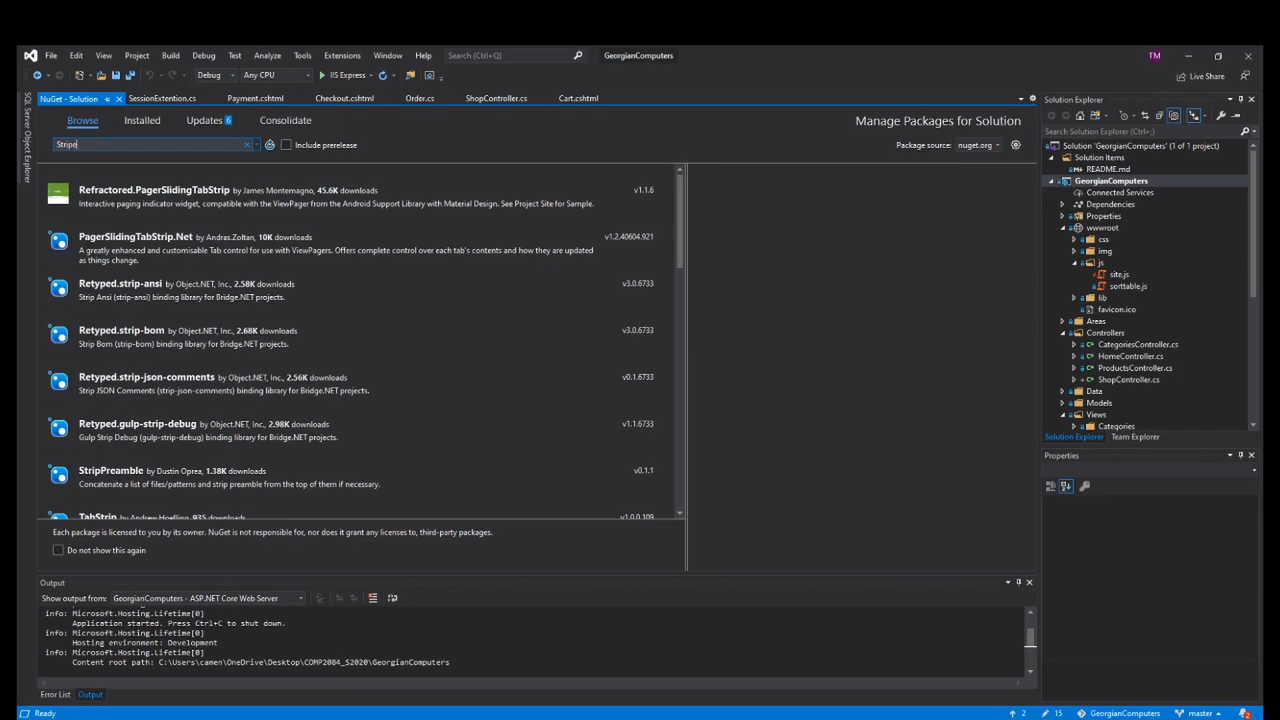 File Edit View Project Build Debug Test Analyze Tools Extensions Window Help Search (Ctrl+Q) GeorgianComputers TM
Debug Any CPU IIS Express Live Share
SQL Server Object Explorer
NuGet - Solution SessionExtention.cs Payment.cshtml Checkout.cshtml Order.cs ShopController.cs Cart.cshtml
Browse Installed Updates 6 Consolidate Manage Packages for Solution
Stripe Include prerelease Package source: nuget.org
Refractored.PagerSlidingTabStrip by James Montemagno, 45.6K downloads v1.1.6
Interactive paging indicator widget, compatible with the ViewPager from the Android Support Library with Material Design. See Project Site for Sample.
PagerSlidingTabStrip.Net by Andras.Zoltan, 10K downloads v1.2.40604.921
A greatly enhanced and customisable Tab control for use with ViewPagers. Offers complete control over each tab's contents and how they are updated
as things change.
Retyped.strip-ansi by Object.NET, Inc., 2.58K downloads v3.0.6733
Strip Ansi (strip-ansi) binding library for Bridge.NET projects.
Retyped.strip-bom by Object.NET, Inc., 2.68K downloads v3.0.6733
Strip Bom (strip-bom) binding library for Bridge.NET projects.
Retyped.strip-json-comments by Object.NET, Inc., 2.56K downloads v0.1.6733
Strip JSON Comments (strip-json-comments) binding library for Bridge.NET projects.
Retyped.gulp-strip-debug by Object.NET, Inc., 2.98K downloads v1.1.6733
Gulp Strip Debug (gulp-strip-debug) binding library for Bridge.NET projects.
StripPreamble by Dustin Oprea, 1.38K downloads v0.1.1
Concatenate a list of files/patterns and strip preamble from the top of them if necessary.
TabStrip by Andrew Hoefling, 935 downloads v1.0.0.109
Each package is licensed to you by its owner. NuGet is not responsible for, nor does it grant any licenses to, third-party packages.
Do not show this again
Output
Show output from: GeorgianComputers - ASP.NET Core Web Server
info: Microsoft.Hosting.Lifetime[0]
Application started. Press Ctrl+C to shut down.
info: Microsoft.Hosting.Lifetime[0]
Hosting environment: Development
info: Microsoft.Hosting.Lifetime[0]
Content root path: C:\Users\camen\OneDrive\Desktop\COMP2084_S2020\GeorgianComputers
Error List Output
Solution Explorer
Search Solution Explorer (Ctrl+;)
Solution 'GeorgianComputers' (1 of 1 project)
Solution Items
README.md
GeorgianComputers
Connected Services
Dependencies
Properties
wwwroot
css
img
js
site.js
sorttable.js
lib
favicon.ico
Areas
Controllers
CategoriesController.cs
HomeController.cs
ProductsController.cs
ShopController.cs
Data
Models
Views
Categories
Solution Explorer Team Explorer
Properties
Ready 2 15 GeorgianComputers master 2